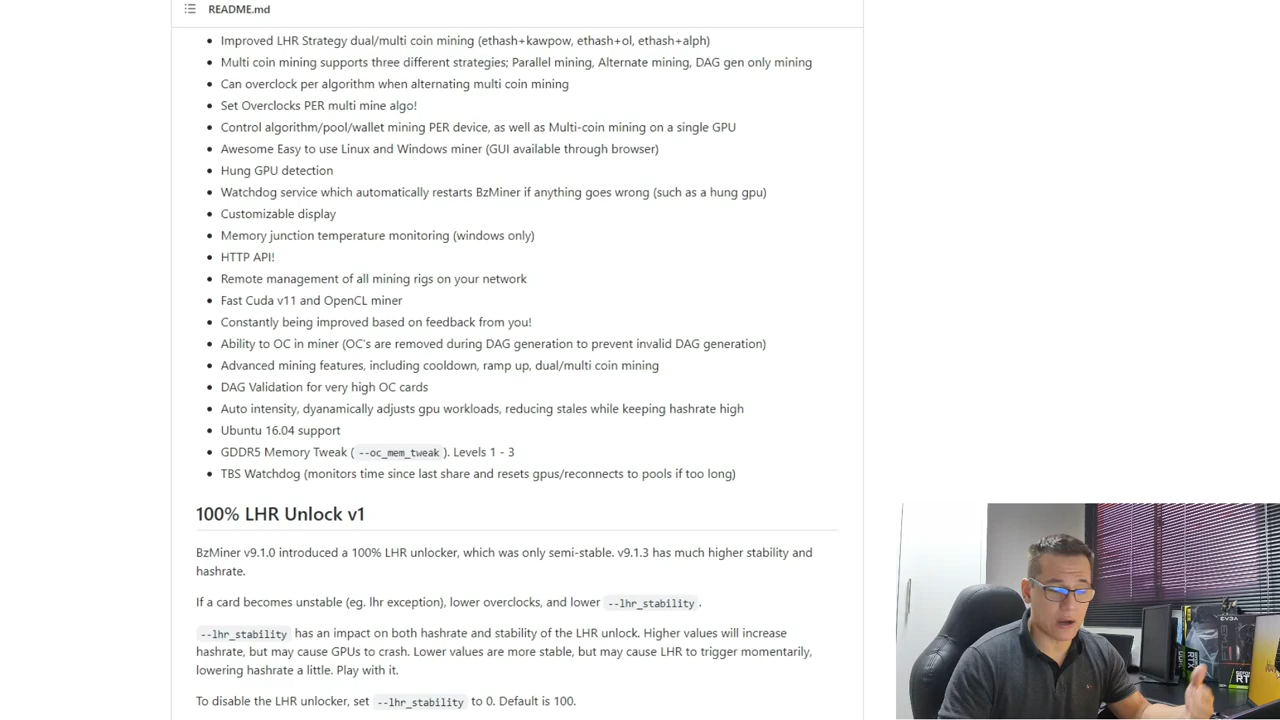 README.md
Improved LHR Strategy dual/multi coin mining (ethash+kawpow, ethash+ol, ethash+alph)
Multi coin mining supports three different strategies; Parallel mining, Alternate mining, DAG gen only mining
Can overclock per algorithm when alternating multi coin mining
Set Overclocks PER multi mine algo!
Control algorithm/pool/wallet mining PER device, as well as Multi-coin mining on a single GPU
Awesome Easy to use Linux and Windows miner (GUI available through browser)
Hung GPU detection
Watchdog service which automatically restarts BzMiner if anything goes wrong (such as a hung gpu)
Customizable display
Memory junction temperature monitoring (windows only)
HTTP API!
Remote management of all mining rigs on your network
Fast Cuda v11 and OpenCL miner
Constantly being improved based on feedback from you!
Ability to OC in miner (OC's are removed during DAG generation to prevent invalid DAG generation)
Advanced mining features, including cooldown, ramp up, dual/multi coin mining
DAG Validation for very high OC cards
Auto intensity, dyanamically adjusts gpu workloads, reducing stales while keeping hashrate high
Ubuntu 16.04 support
GDDR5 Memory Tweak ( --oc_mem_tweak ). Levels 1 - 3
TBS Watchdog (monitors time since last share and resets gpus/reconnects to pools if too long)
100% LHR Unlock v1
BzMiner v9.1.0 introduced a 100% LHR unlocker, which was only semi-stable. v9.1.3 has much higher stability and
hashrate.
If a card becomes unstable (eg. lhr exception), lower overclocks, and lower --lhr_stability .
--lhr_stability has an impact on both hashrate and stability of the LHR unlock. Higher values will increase
hashrate, but may cause GPUs to crash. Lower values are more stable, but may cause LHR to trigger momentarily,
lowering hashrate a little. Play with it.
To disable the LHR unlocker, set --lhr_stability to 0. Default is 100.
EVGA
RTX